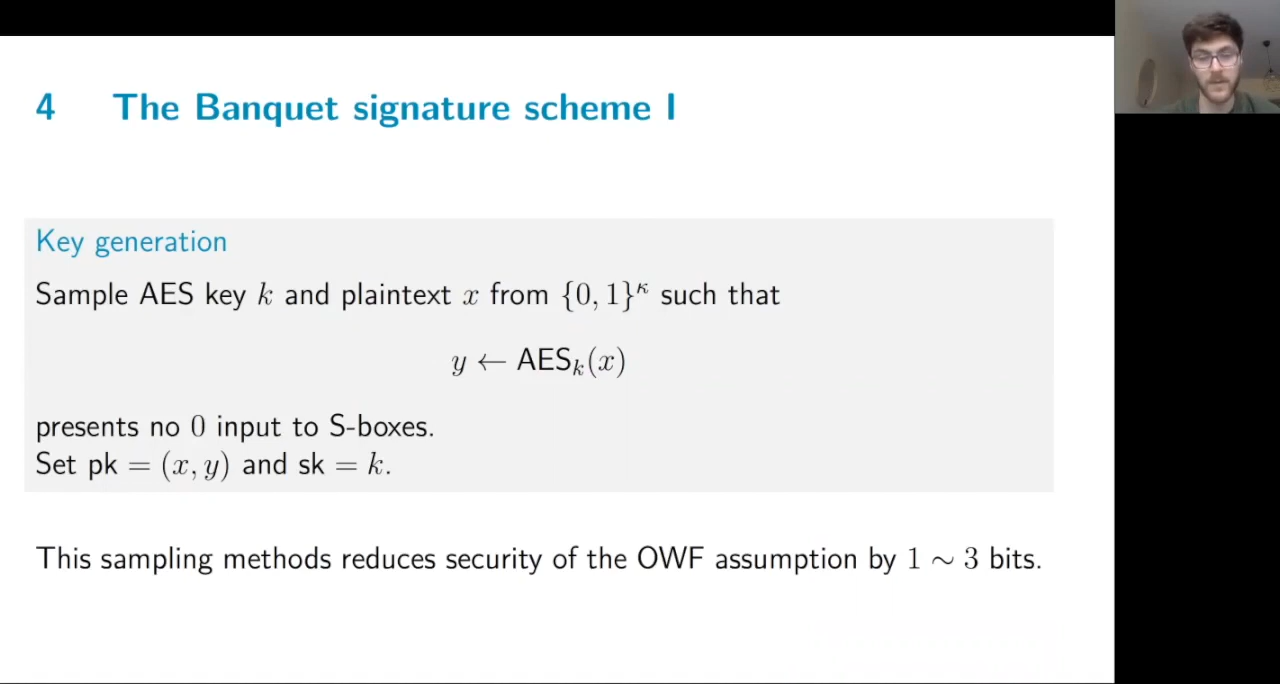 4 The Banquet signature scheme I
Key generation
Sample AES key k and plaintext x from {0, 1}^κ such that
y ← AES_k(x)
presents no 0 input to S-boxes.
Set pk = (x, y) and sk = k.
This sampling methods reduces security of the OWF assumption by 1 ∼ 3 bits.